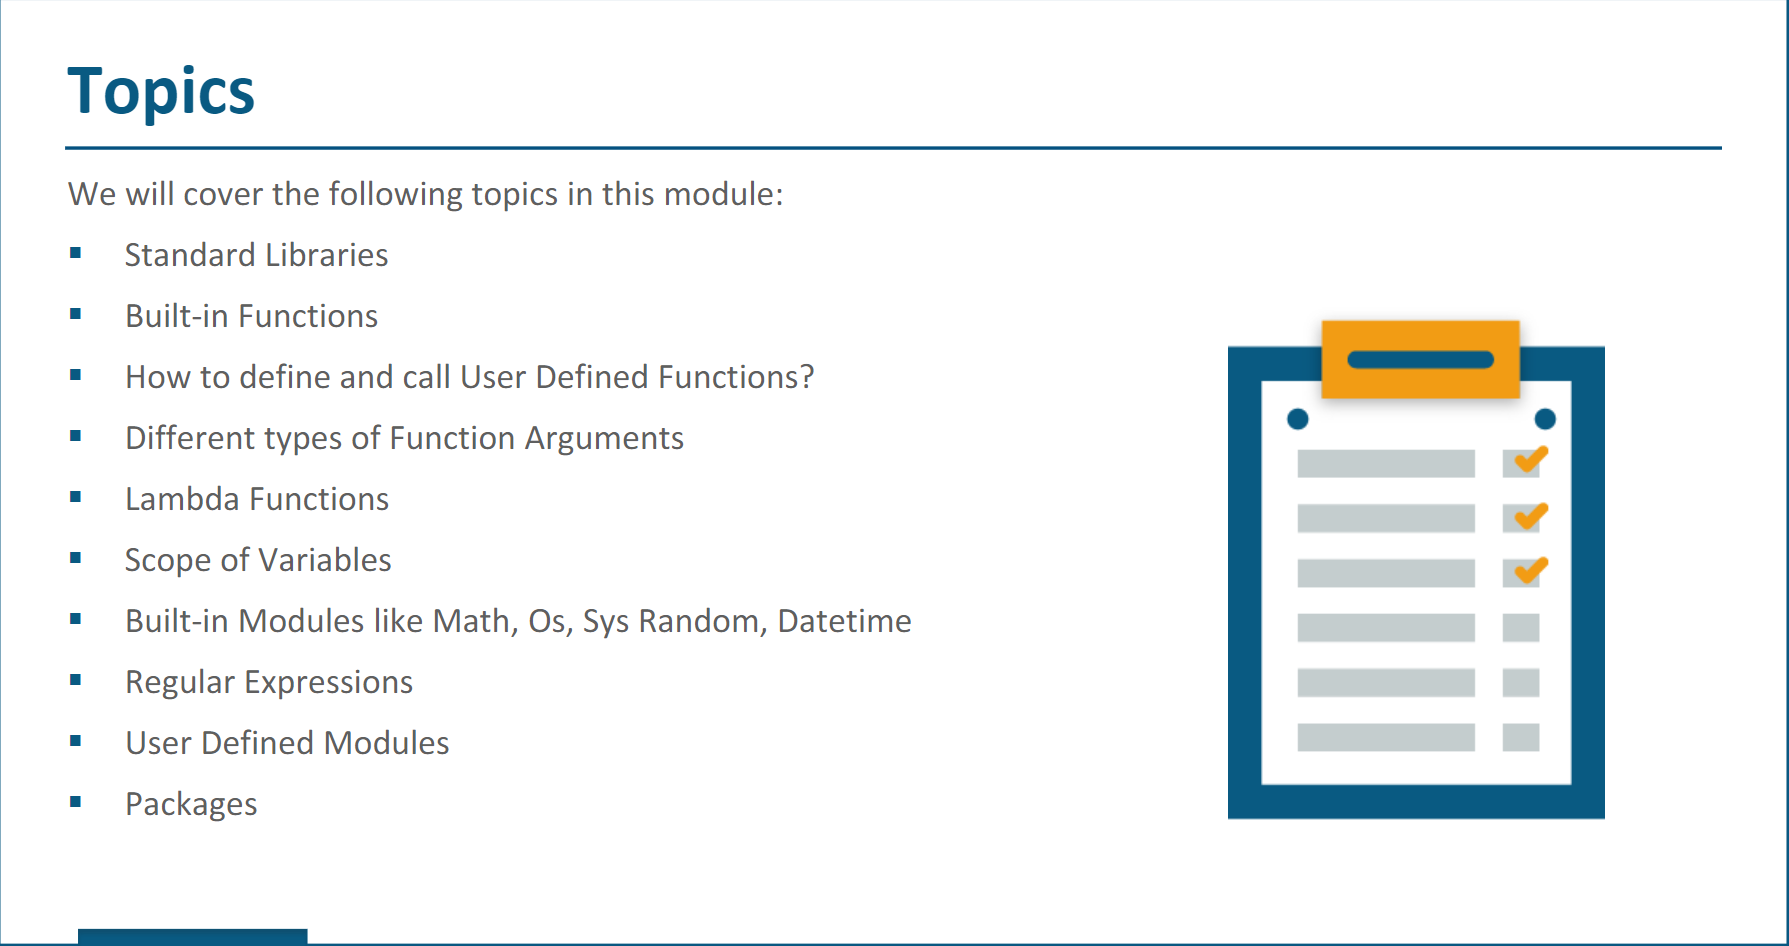 Topics
We will cover the following topics in this module:
▪ Standard Libraries
▪ Built-in Functions
▪ How to define and call User Defined Functions?
▪ Different types of Function Arguments
▪ Lambda Functions
▪ Scope of Variables
▪ Built-in Modules like Math, Os, Sys Random, Datetime
▪ Regular Expressions
▪ User Defined Modules
▪ Packages